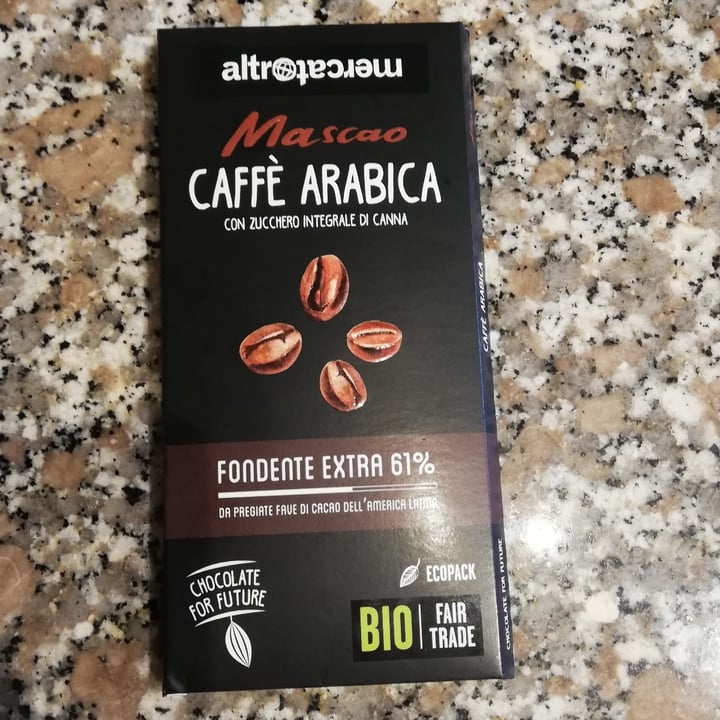 altromercato
Mascao
CAFFÈ ARABICA
CON ZUCCHERO INTEGRALE DI CANNA
CAFFÈ ARABICA
FONDENTE EXTRA 61%
DA PREGIATE FAVE DI CACAO DELL'AMERICA LATINA
CHOCOLATE
FOR FUTURE
ECOPACK
BIO
FAIR
TRADE
CHOCOLATE FOR FUTURE